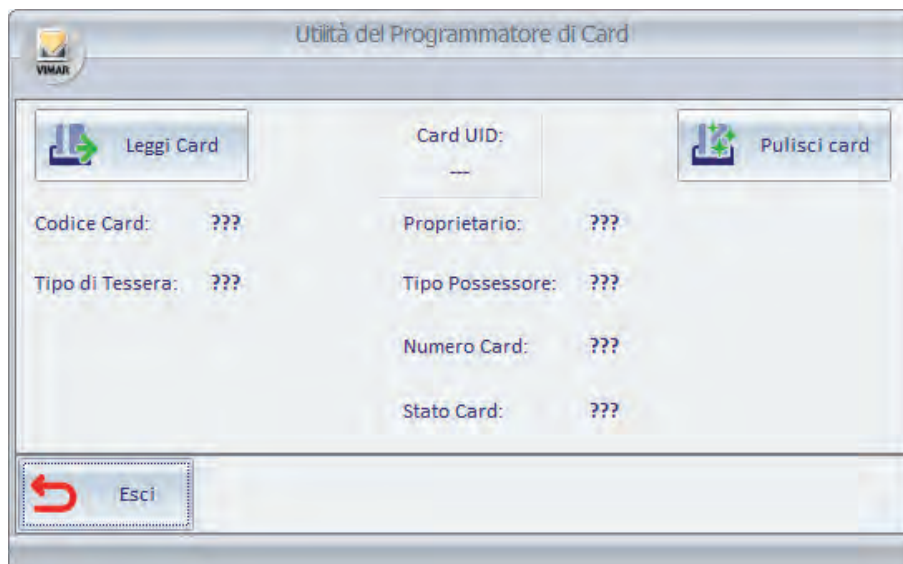 Utilità del Programmatore di Card
VIMAR
Leggi Card
Card UID:
---
Pulisci card
Codice Card: ???
Proprietario: ???
Tipo di Tessera: ???
Tipo Possessore: ???
Numero Card: ???
Stato Card: ???
Esci